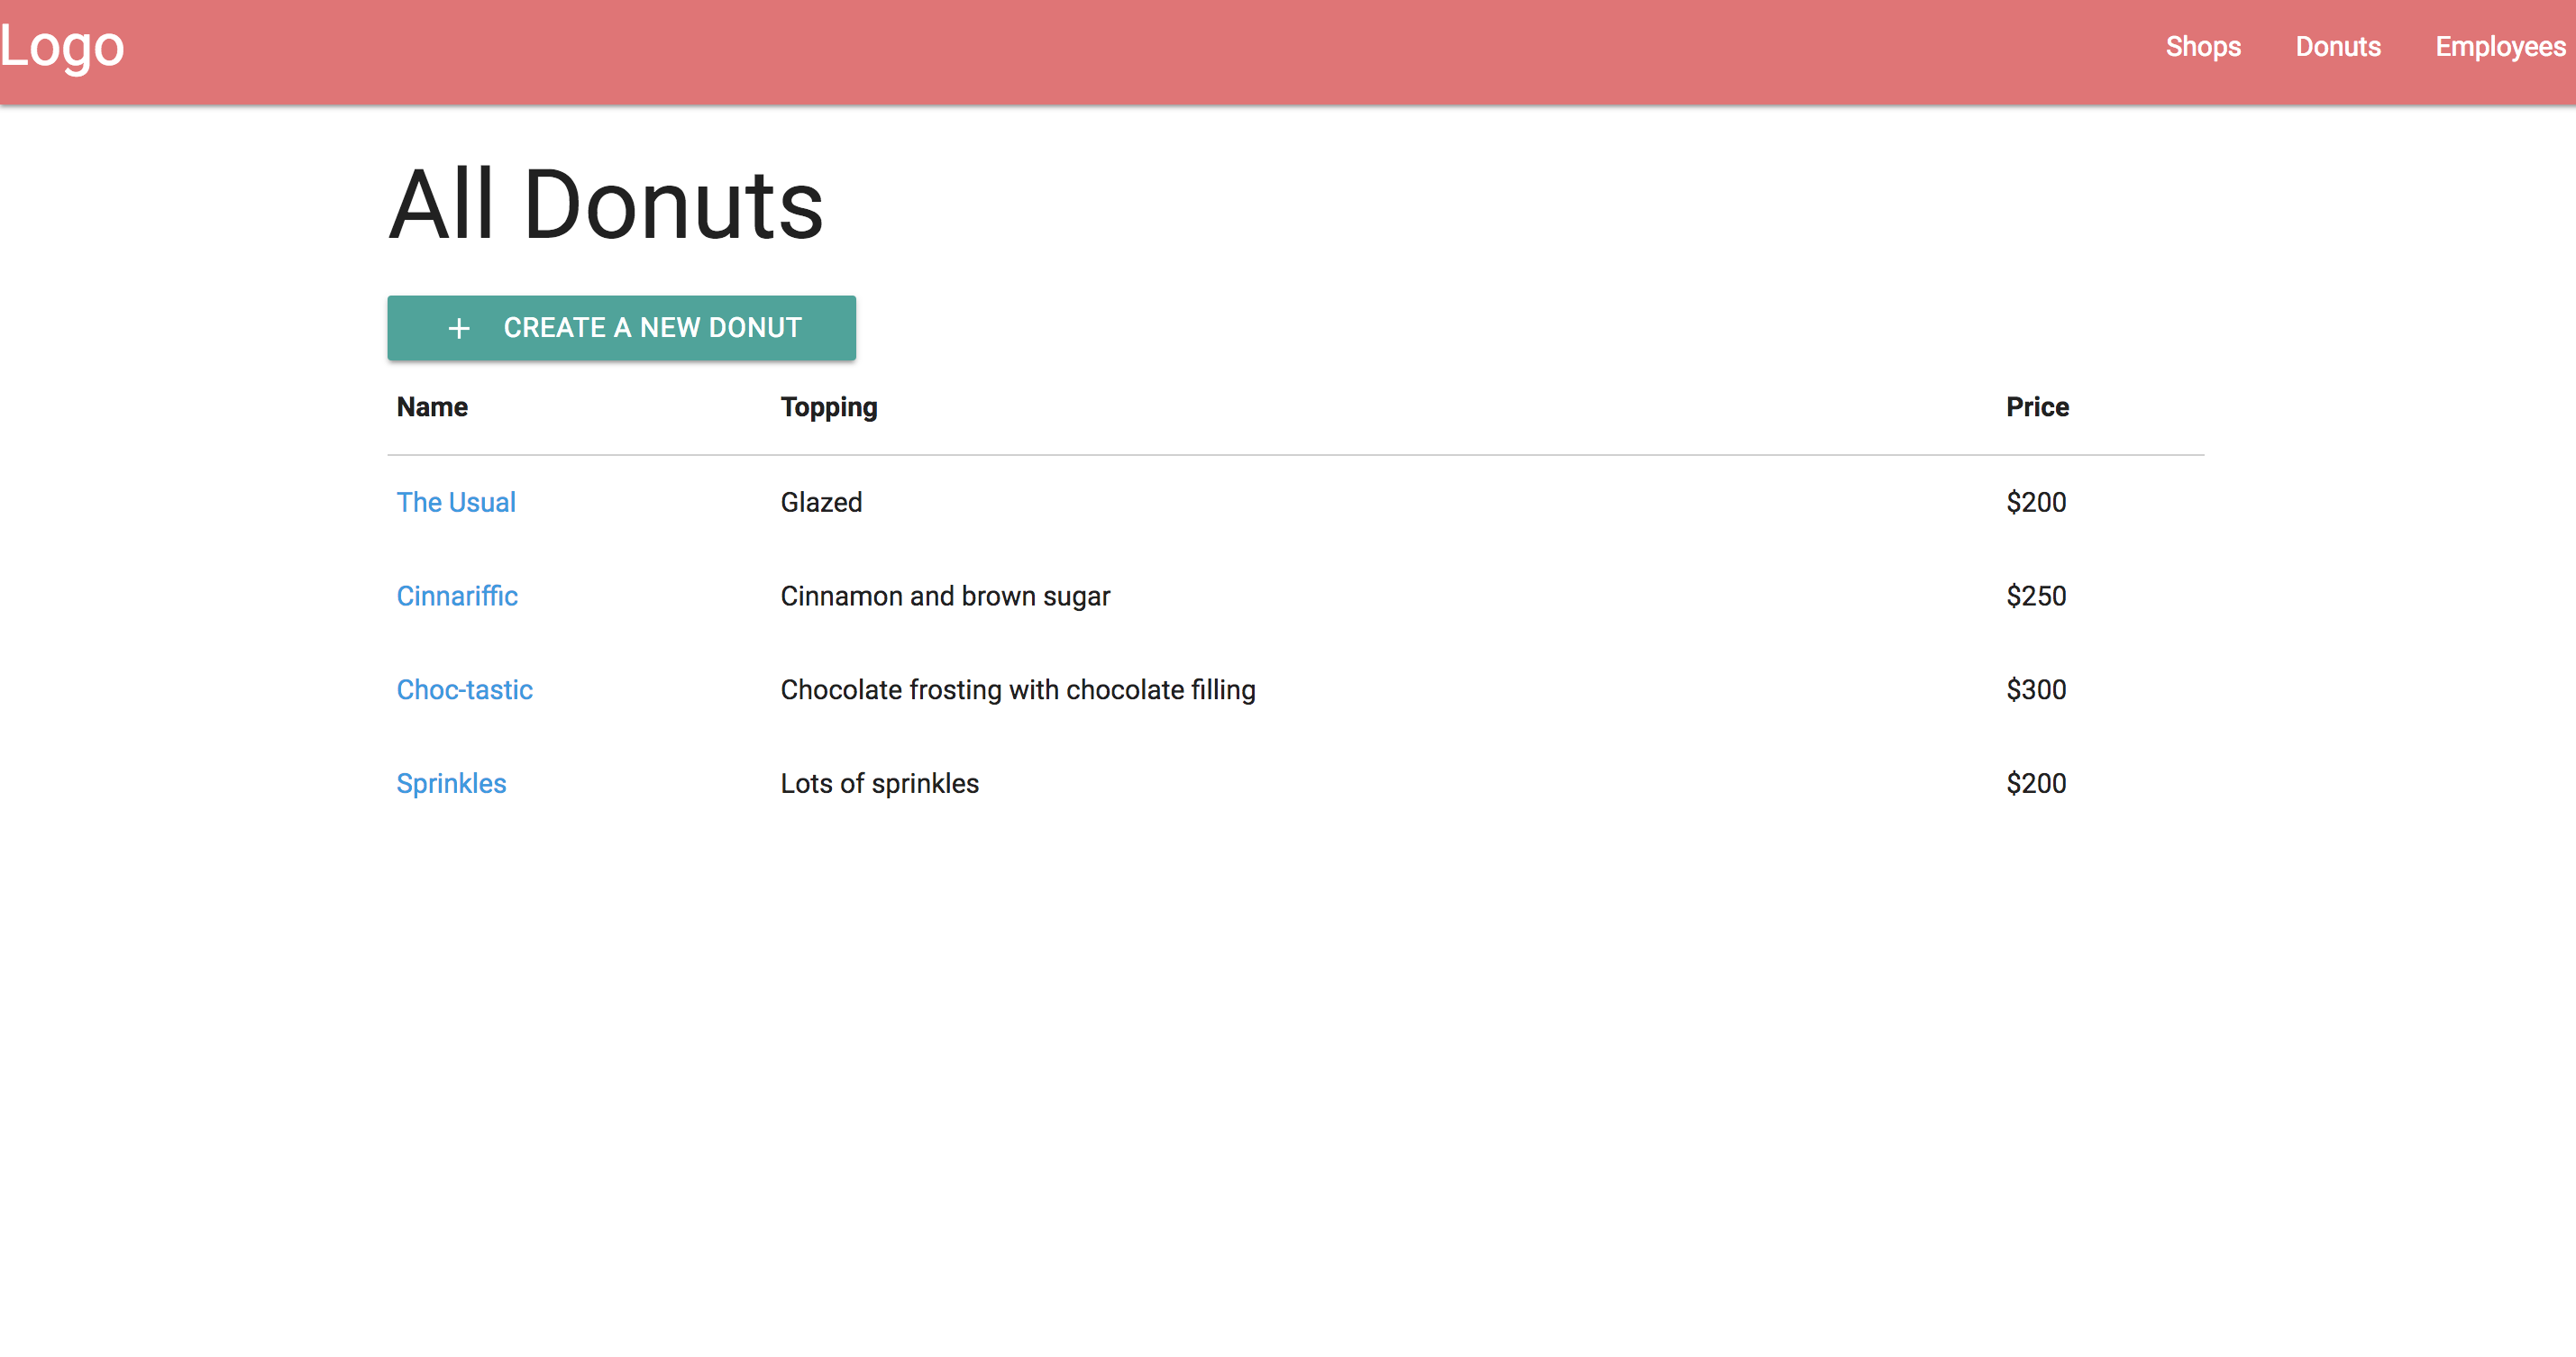 Logo Shops Donuts Employees
All Donuts
+ CREATE A NEW DONUT
Name Topping Price
The Usual Glazed $200
Cinnariffic Cinnamon and brown sugar $250
Choc-tastic Chocolate frosting with chocolate filling $300
Sprinkles Lots of sprinkles $200